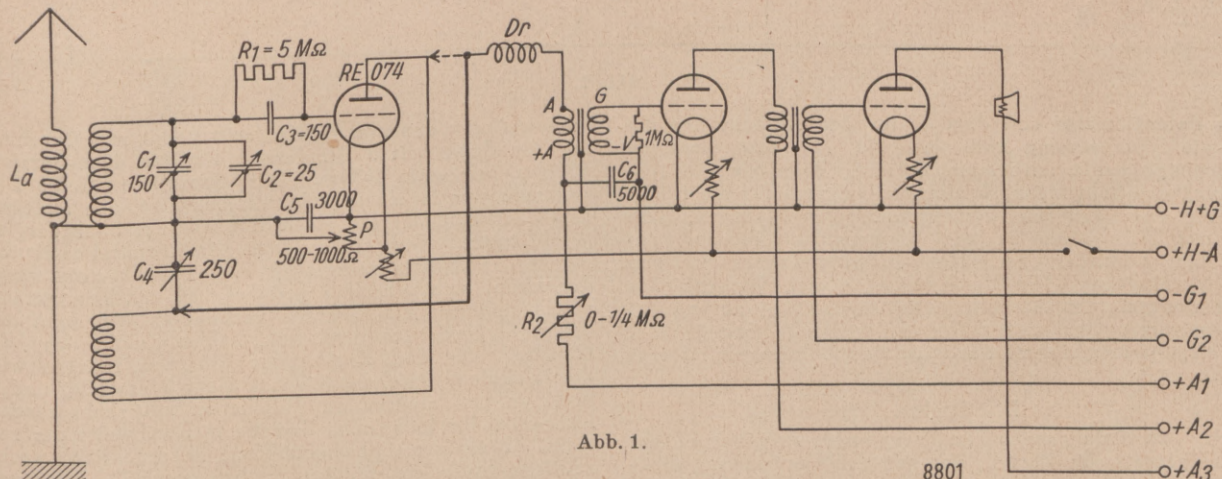 R1 = 5 MΩ
RE 074
Dr
C3=150
La
C1
150
C2=25
C5
3000
P
500-1000Ω
C4
250
A
+A
G
-V
1MΩ
C6
5000
R2
0-1/4 MΩ
-H+G
+H-A
-G1
-G2
+A1
+A2
+A3
Abb. 1.
8801